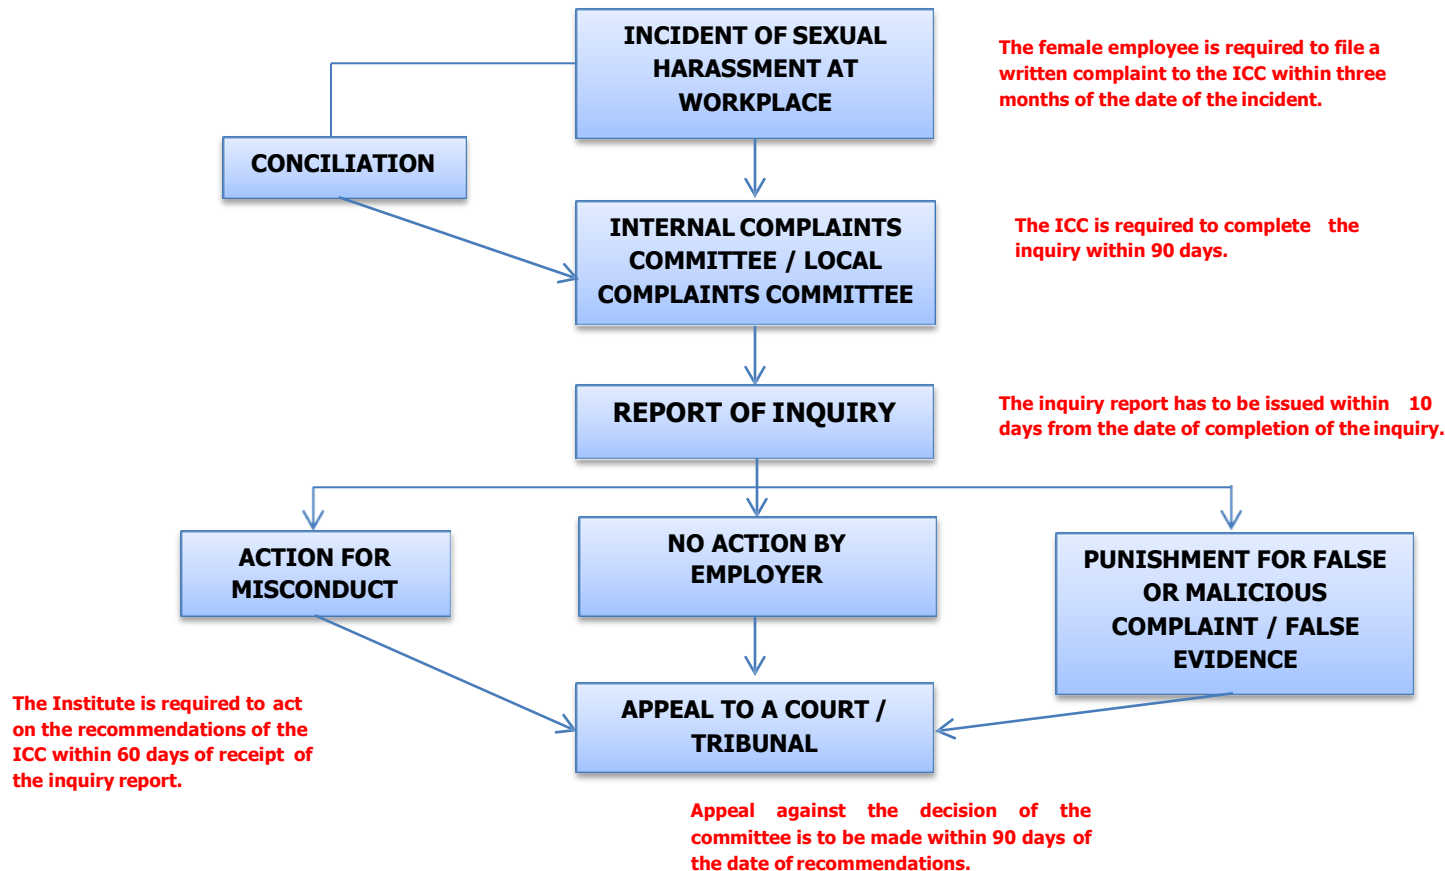 INCIDENT OF SEXUAL
HARASSMENT AT
WORKPLACE
The female employee is required to file a
written complaint to the ICC within three
months of the date of the incident.
CONCILIATION
INTERNAL COMPLAINTS
COMMITTEE / LOCAL
COMPLAINTS COMMITTEE
The ICC is required to complete the
inquiry within 90 days.
REPORT OF INQUIRY
The inquiry report has to be issued within 10
days from the date of completion of the inquiry.
ACTION FOR
MISCONDUCT
NO ACTION BY
EMPLOYER
PUNISHMENT FOR FALSE
OR MALICIOUS
COMPLAINT / FALSE
EVIDENCE
The Institute is required to act
on the recommendations of the
ICC within 60 days of receipt of
the inquiry report.
APPEAL TO A COURT /
TRIBUNAL
Appeal against the decision of the
committee is to be made within 90 days of
the date of recommendations.